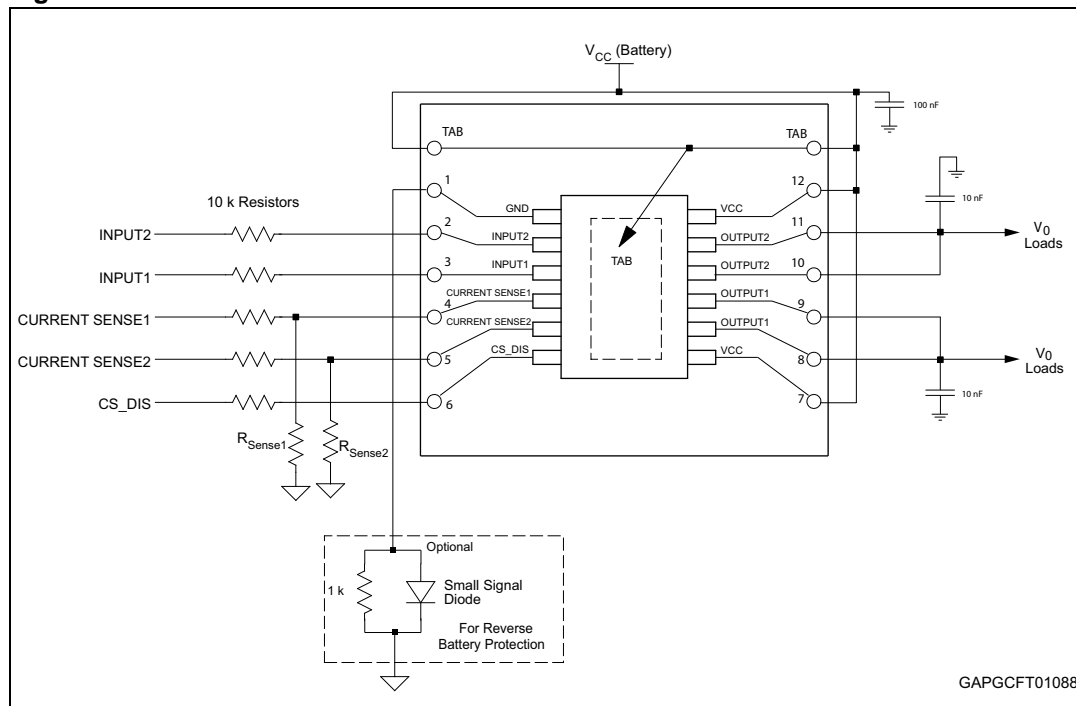 V_CC (Battery)
100 nF
TAB
TAB
1
12
10 nF
10 k Resistors
GND
VCC
2
11
INPUT2
INPUT2
OUTPUT2
V_0
Loads
TAB
3
10
INPUT1
INPUT1
OUTPUT2
CURRENT SENSE1
4
CURRENT SENSE1
OUTPUT1
9
CURRENT SENSE2
5
CURRENT SENSE2
OUTPUT1
8
V_0
Loads
CS_DIS
6
CS_DIS
VCC
7
10 nF
R_Sense1
R_Sense2
Optional
1 k
Small Signal
Diode
For Reverse
Battery Protection
GAPGCFT01088